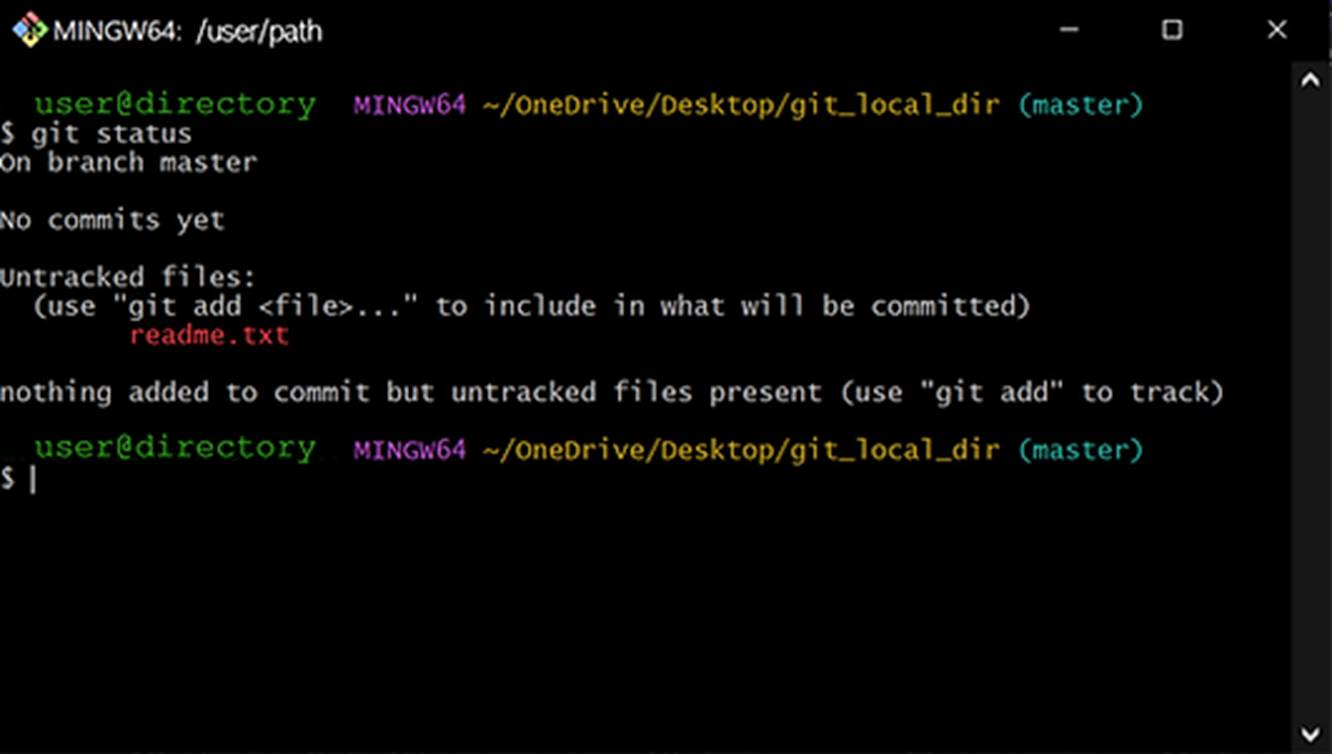 MINGW64: /user/path
user@directory MINGW64 ~/OneDrive/Desktop/git_local_dir (master)
$ git status
On branch master
No commits yet
Untracked files:
(use "git add <file>..." to include in what will be committed)
readme.txt
nothing added to commit but untracked files present (use "git add" to track)
user@directory MINGW64 ~/OneDrive/Desktop/git_local_dir (master)
$